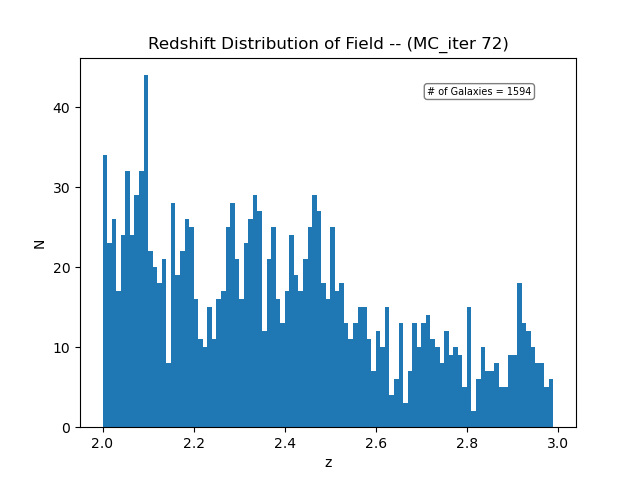 Redshift Distribution of Field -- (MC_iter 72)
# of Galaxies = 1594
N
40
30
20
10
0
2.0 2.2 2.4 2.6 2.8 3.0
z